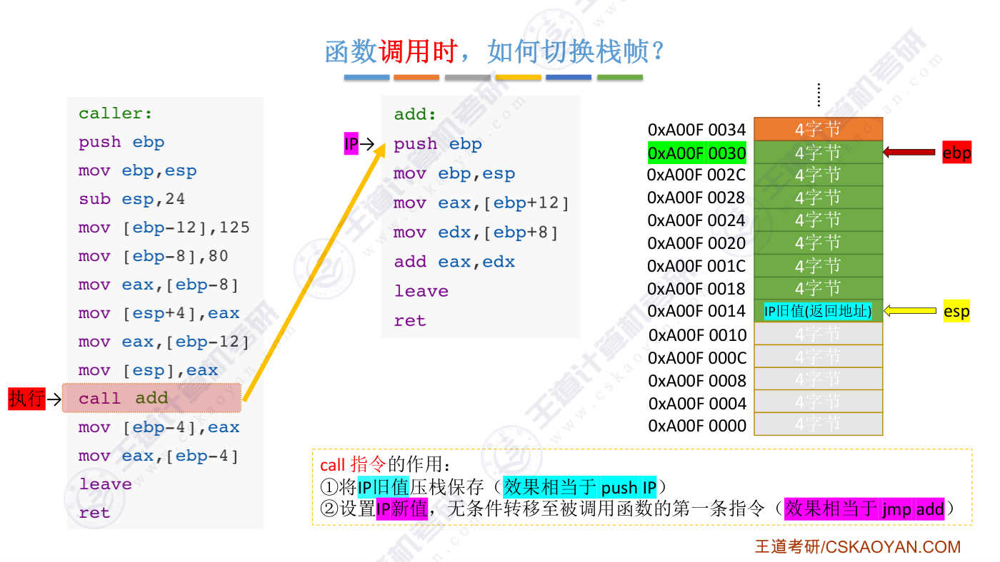 函数调用时，如何切换栈帧？
caller:
push ebp
mov ebp,esp
sub esp,24
mov [ebp-12],125
mov [ebp-8],80
mov eax,[ebp-8]
mov [esp+4],eax
mov eax,[ebp-12]
mov [esp],eax
执行→ call add
mov [ebp-4],eax
mov eax,[ebp-4]
leave
ret
add:
IP→ push ebp
mov ebp,esp
mov eax,[ebp+12]
mov edx,[ebp+8]
add eax,edx
leave
ret
0xA00F 0034 4字节
0xA00F 0030 4字节 ebp
0xA00F 002C 4字节
0xA00F 0028 4字节
0xA00F 0024 4字节
0xA00F 0020 4字节
0xA00F 001C 4字节
0xA00F 0018 4字节
0xA00F 0014 IP旧值(返回地址) esp
0xA00F 0010 4字节
0xA00F 000C 4字节
0xA00F 0008 4字节
0xA00F 0004 4字节
0xA00F 0000 4字节
call 指令的作用：
①将IP旧值压栈保存（效果相当于 push IP）
②设置IP新值，无条件转移至被调用函数的第一条指令（效果相当于 jmp add）
王道考研/CSKAOYAN.COM
王道计算机考研
www.cskaoyan.com